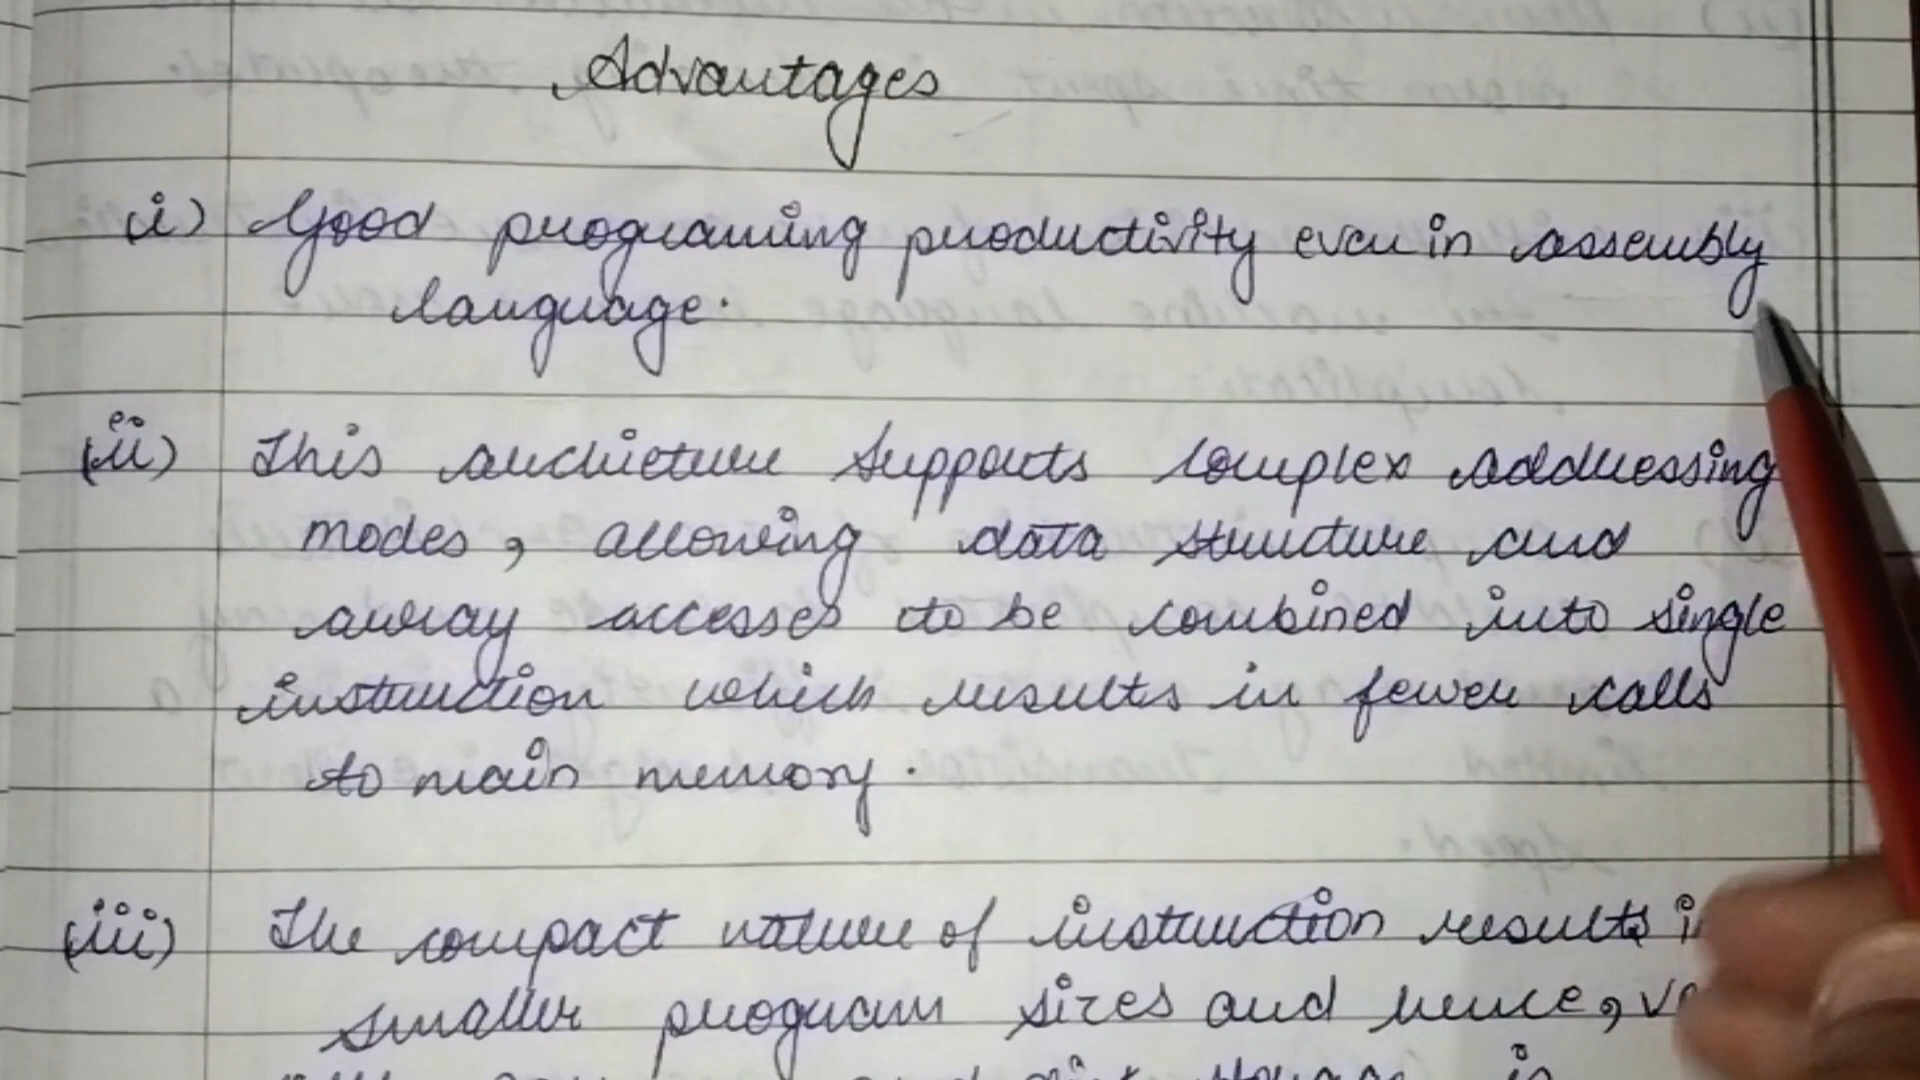 Advantages
(i) Good programing productivity even in assembly
language.
(ii) This archieture supports complex addressing
modes, allowing data structure and
array accesses to be combined into single
instruction which results in fewer calls
to main memory.
(iii) The compact nature of instruction results
smaller program sizes and hence,